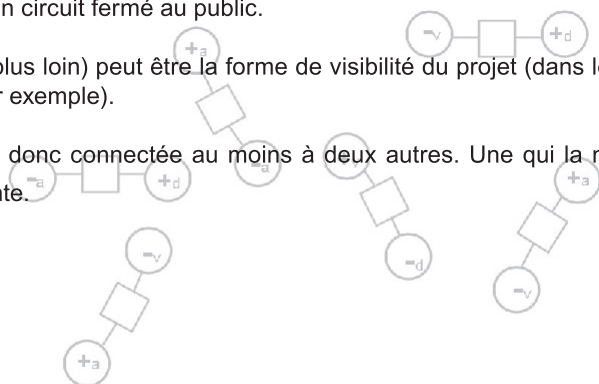 n circuit fermé au public.
-v +d
+a
plus loin) peut être la forme de visibilité du projet (dans l
r exemple).
donc connectée au moins à deux autres. Une qui la
-a +d
-a
+a
nte.
-d
-v
-v
+a